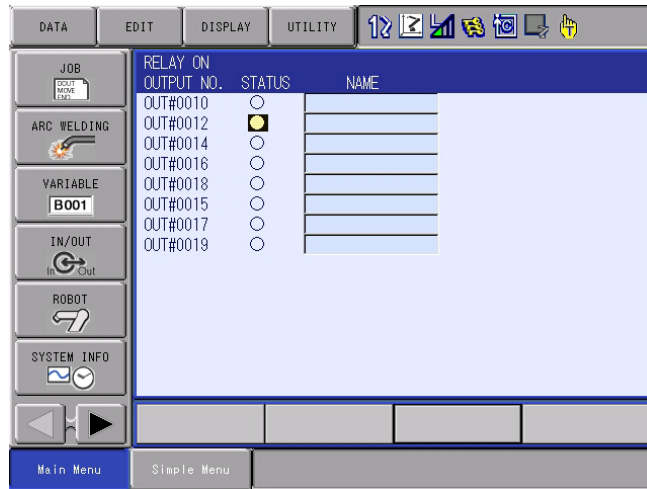 DATA EDIT DISPLAY UTILITY
JOB
DOUT
MOVE
END
ARC WELDING
VARIABLE
B001
IN/OUT
In Out
ROBOT
SYSTEM INFO
RELAY ON
OUTPUT NO. STATUS NAME
OUT#0010
OUT#0012
OUT#0014
OUT#0016
OUT#0018
OUT#0015
OUT#0017
OUT#0019
Main Menu Simple Menu